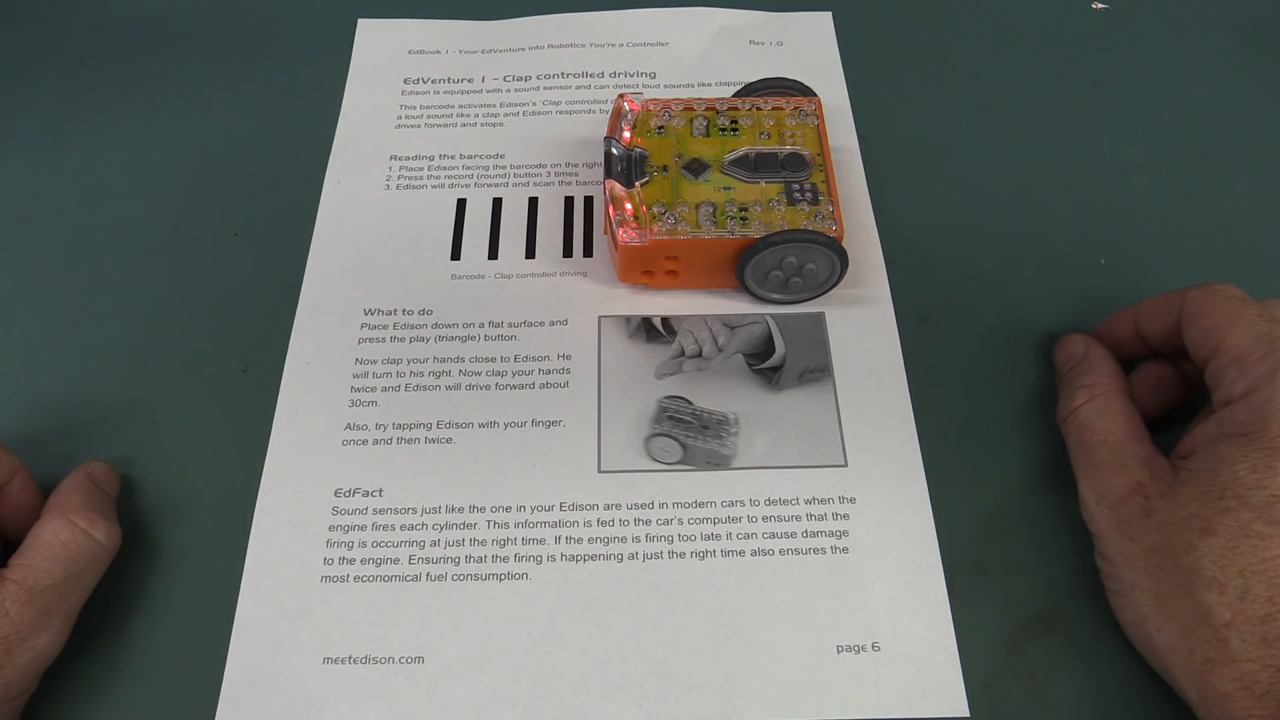 EdBook 1 - Your EdVenture into Robotics You're a Controller
Rev 1.0
EdVenture 1 – Clap controlled driving
Edison is equipped with a sound sensor and can detect loud sounds like clapping
This barcode activates Edison's 'Clap controlled
a loud sound like a clap and Edison responds by
drives forward and stops.
Reading the barcode
1. Place Edison facing the barcode on the right
2. Press the record (round) button 3 times
3. Edison will drive forward and scan the
Barcode - Clap controlled driving
What to do
Place Edison down on a flat surface and
press the play (triangle) button.
Now clap your hands close to Edison. He
will turn to his right. Now clap your hands
twice and Edison will drive forward about
30cm.
Also, try tapping Edison with your finger,
once and then twice.
EdFact
Sound sensors just like the one in your Edison are used in modern cars to detect when the
engine fires each cylinder. This information is fed to the car's computer to ensure that the
firing is occurring at just the right time. If the engine is firing too late it can cause damage
to the engine. Ensuring that the firing is happening at just the right time also ensures the
most economical fuel consumption.
meetedison.com
page 6